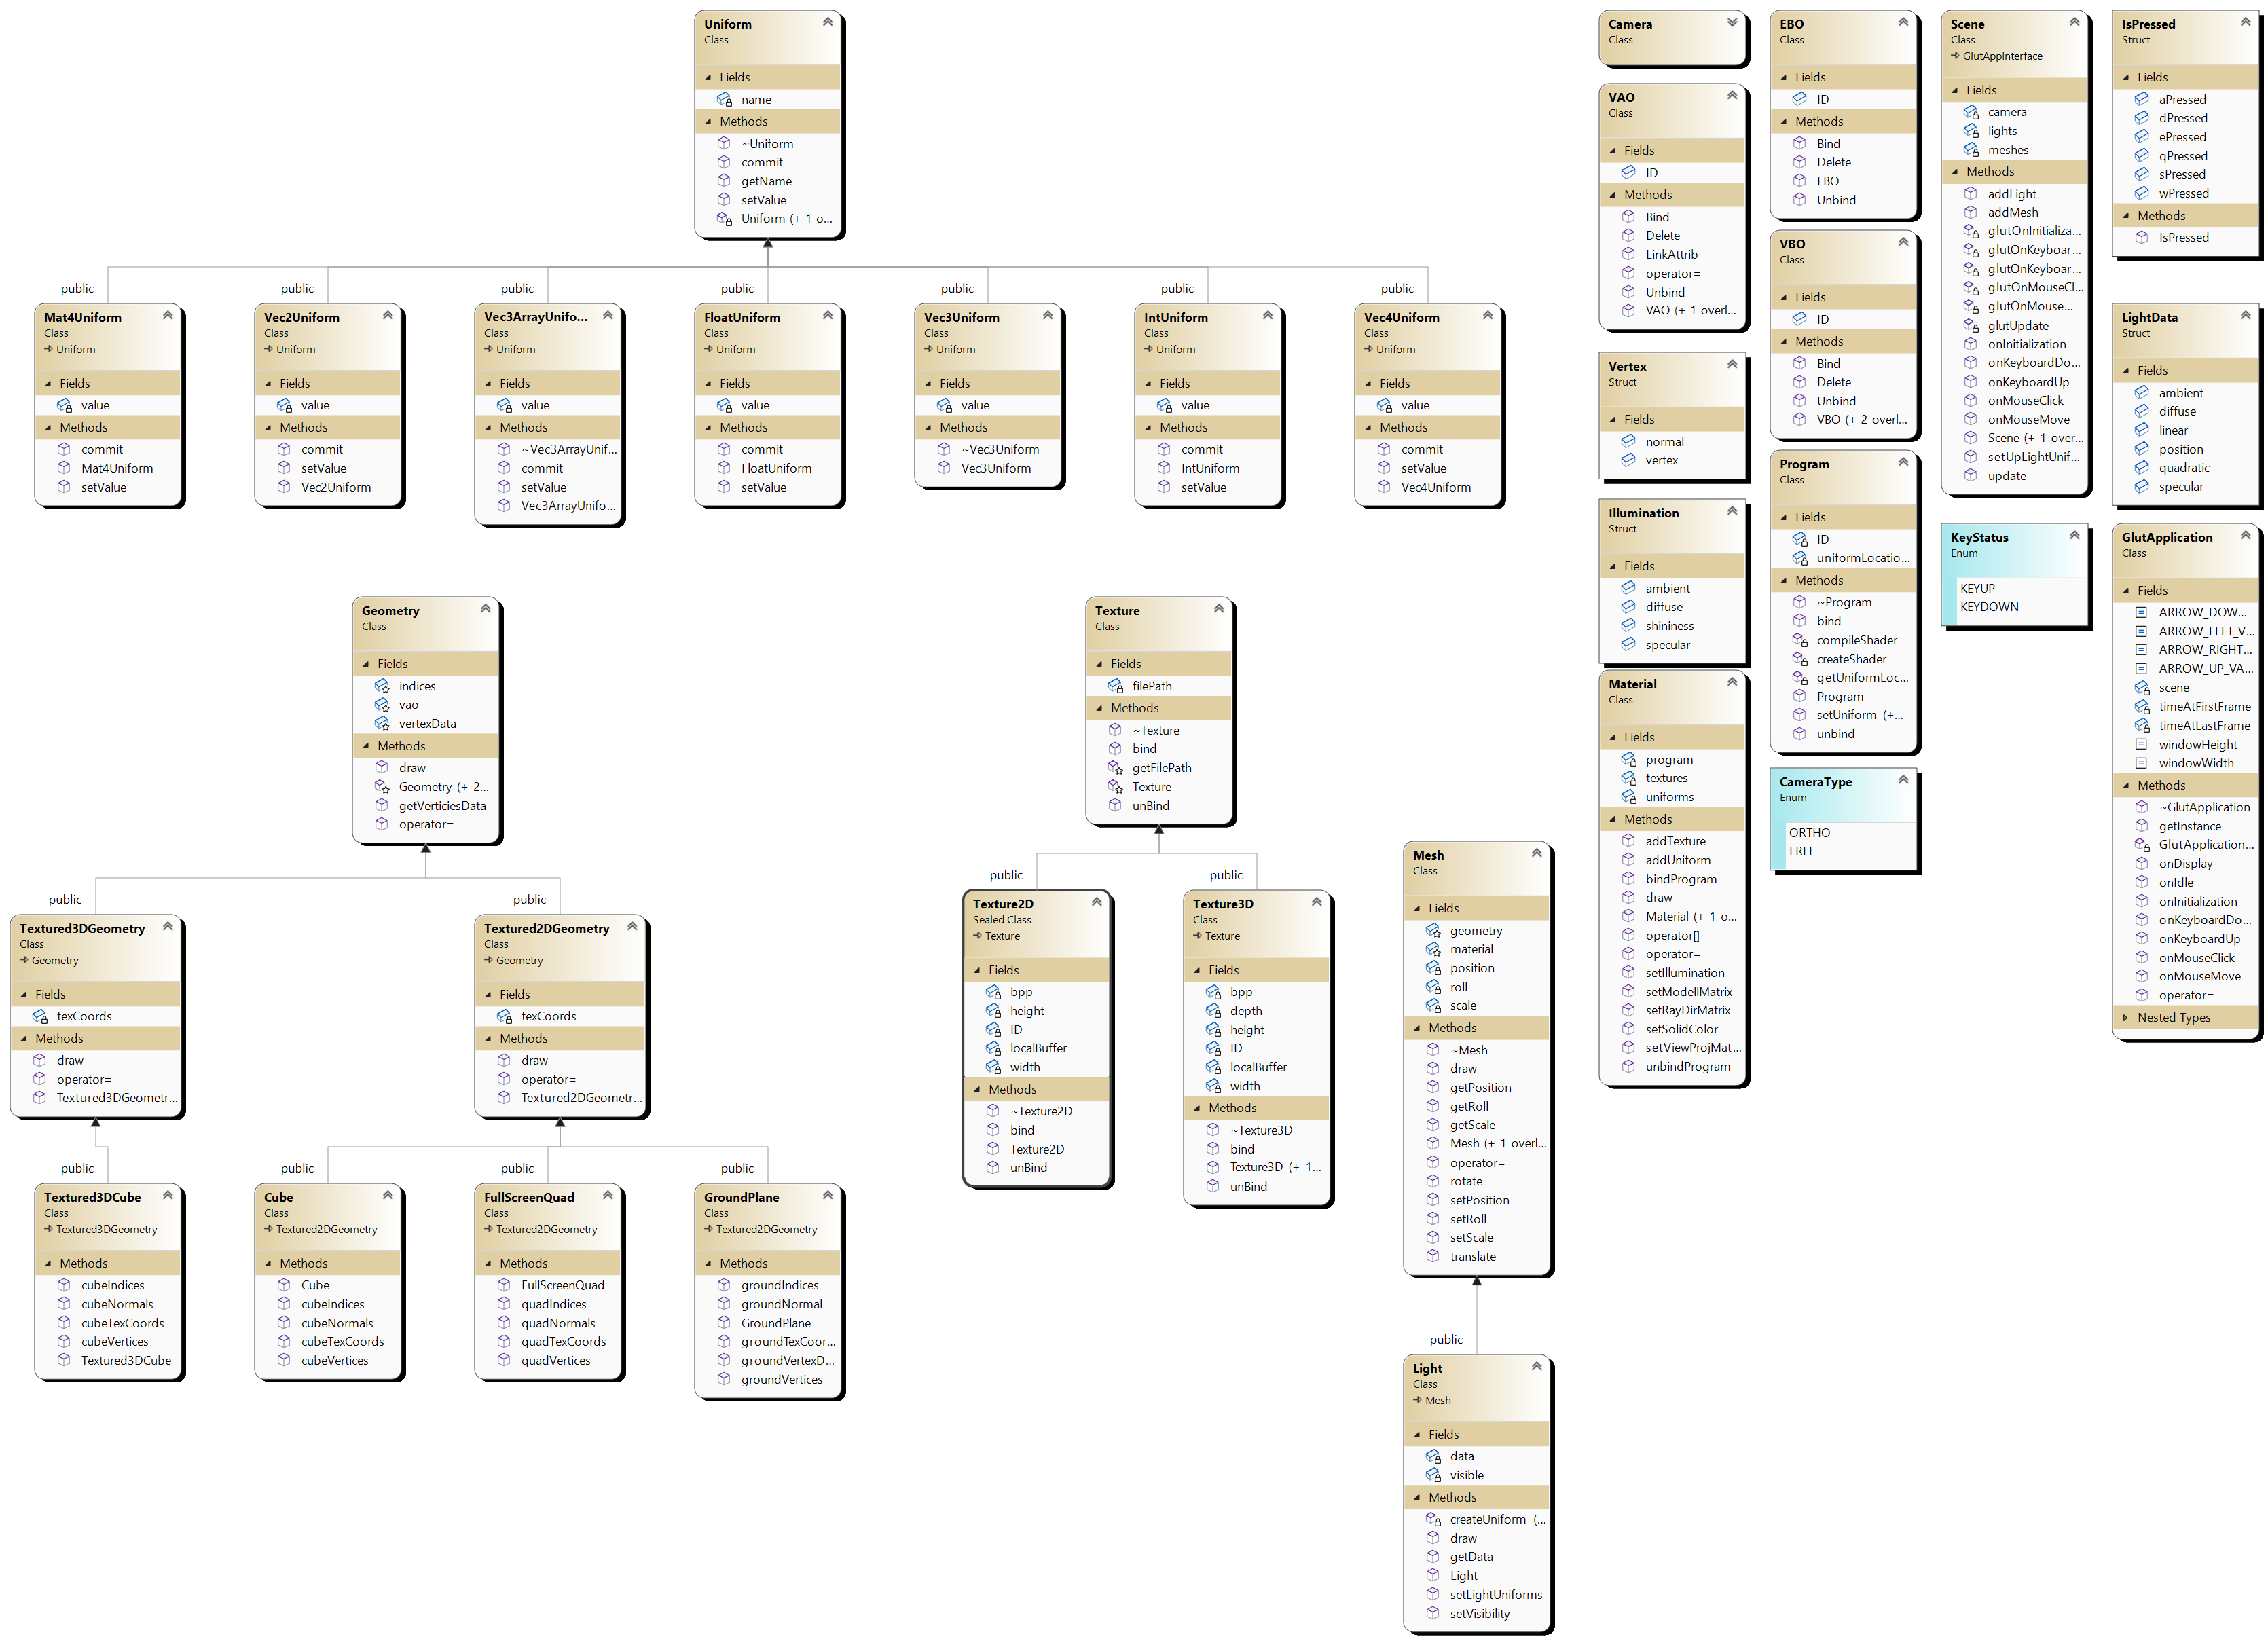 Uniform
Class
Fields
name
Methods
~Uniform
commit
getName
setValue
Uniform (+ 1 o...
public
public
public
public
public
public
public
Mat4Uniform
Class
Uniform
Fields
value
Methods
commit
Mat4Uniform
setValue
Vec2Uniform
Class
Uniform
Fields
value
Methods
commit
setValue
Vec2Uniform
Vec3ArrayUnifo...
Class
Uniform
Fields
value
Methods
~Vec3ArrayUnif...
commit
setValue
Vec3ArrayUnifo...
FloatUniform
Class
Uniform
Fields
value
Methods
commit
FloatUniform
setValue
Vec3Uniform
Class
Uniform
Fields
value
Methods
~Vec3Uniform
Vec3Uniform
IntUniform
Class
Uniform
Fields
value
Methods
commit
IntUniform
setValue
Vec4Uniform
Class
Uniform
Fields
value
Methods
commit
setValue
Vec4Uniform
Geometry
Class
Fields
indices
vao
vertexData
Methods
draw
Geometry (+ 2...
getVerticiesData
operator=
public
public
Textured3DGeometry
Class
Geometry
Fields
texCoords
Methods
draw
operator=
Textured3DGeometr...
Textured2DGeometry
Class
Geometry
Fields
texCoords
Methods
draw
operator=
Textured2DGeometr...
public
public
public
public
Textured3DCube
Class
Textured3DGeometry
Methods
cubeIndices
cubeNormals
cubeTexCoords
cubeVertices
Textured3DCube
Cube
Class
Textured2DGeometry
Methods
Cube
cubeIndices
cubeNormals
cubeTexCoords
cubeVertices
FullScreenQuad
Class
Textured2DGeometry
Methods
FullScreenQuad
quadIndices
quadNormals
quadTexCoords
quadVertices
GroundPlane
Class
Textured2DGeometry
Methods
groundIndices
groundNormal
GroundPlane
groundTexCoor...
groundVertexD...
groundVertices
Texture
Class
Fields
filePath
Methods
~Texture
bind
getFilePath
Texture
unBind
public
public
Texture2D
Sealed Class
Texture
Fields
bpp
height
ID
localBuffer
width
Methods
~Texture2D
bind
Texture2D
unBind
Texture3D
Class
Texture
Fields
bpp
depth
height
ID
localBuffer
width
Methods
~Texture3D
bind
Texture3D (+ 1...
unBind
Mesh
Class
Fields
geometry
material
position
roll
scale
Methods
~Mesh
draw
getPosition
getRoll
getScale
Mesh (+ 1 overl...
operator=
rotate
setPosition
setRoll
setScale
translate
public
Light
Class
Mesh
Fields
data
visible
Methods
createUniform (...
draw
getData
Light
setLightUniforms
setVisibility
Camera
Class
VAO
Class
Fields
ID
Methods
Bind
Delete
LinkAttrib
operator=
Unbind
VAO (+ 1 overl...
Vertex
Struct
Fields
normal
vertex
Illumination
Struct
Fields
ambient
diffuse
shininess
specular
Material
Class
Fields
program
textures
uniforms
Methods
addTexture
addUniform
bindProgram
draw
Material (+ 1 o...
operator[]
operator=
setIllumination
setModellMatrix
setRayDirMatrix
setSolidColor
setViewProjMat...
unbindProgram
EBO
Class
Fields
ID
Methods
Bind
Delete
EBO
Unbind
VBO
Class
Fields
ID
Methods
Bind
Delete
Unbind
VBO (+ 2 overl...
Program
Class
Fields
ID
uniformLocatio...
Methods
~Program
bind
compileShader
createShader
getUniformLoc...
Program
setUniform (+...
unbind
CameraType
Enum
ORTHO
FREE
Scene
Class
GlutAppInterface
Fields
camera
lights
meshes
Methods
addLight
addMesh
glutOnInitializa...
glutOnKeyboar...
glutOnKeyboar...
glutOnMouseCl...
glutOnMouse...
glutUpdate
onInitialization
onKeyboardDo...
onKeyboardUp
onMouseClick
onMouseMove
Scene (+ 1 over...
setUpLightUnif...
update
KeyStatus
Enum
KEYUP
KEYDOWN
IsPressed
Struct
Fields
aPressed
dPressed
ePressed
qPressed
sPressed
wPressed
Methods
IsPressed
LightData
Struct
Fields
ambient
diffuse
linear
position
quadratic
specular
GlutApplication
Class
Fields
ARROW_DOW...
ARROW_LEFT_V...
ARROW_RIGHT...
ARROW_UP_VA...
scene
timeAtFirstFrame
timeAtLastFrame
windowHeight
windowWidth
Methods
~GlutApplication
getInstance
GlutApplication...
onDisplay
onIdle
onInitialization
onKeyboardDo...
onKeyboardUp
onMouseClick
onMouseMove
operator=
Nested Types